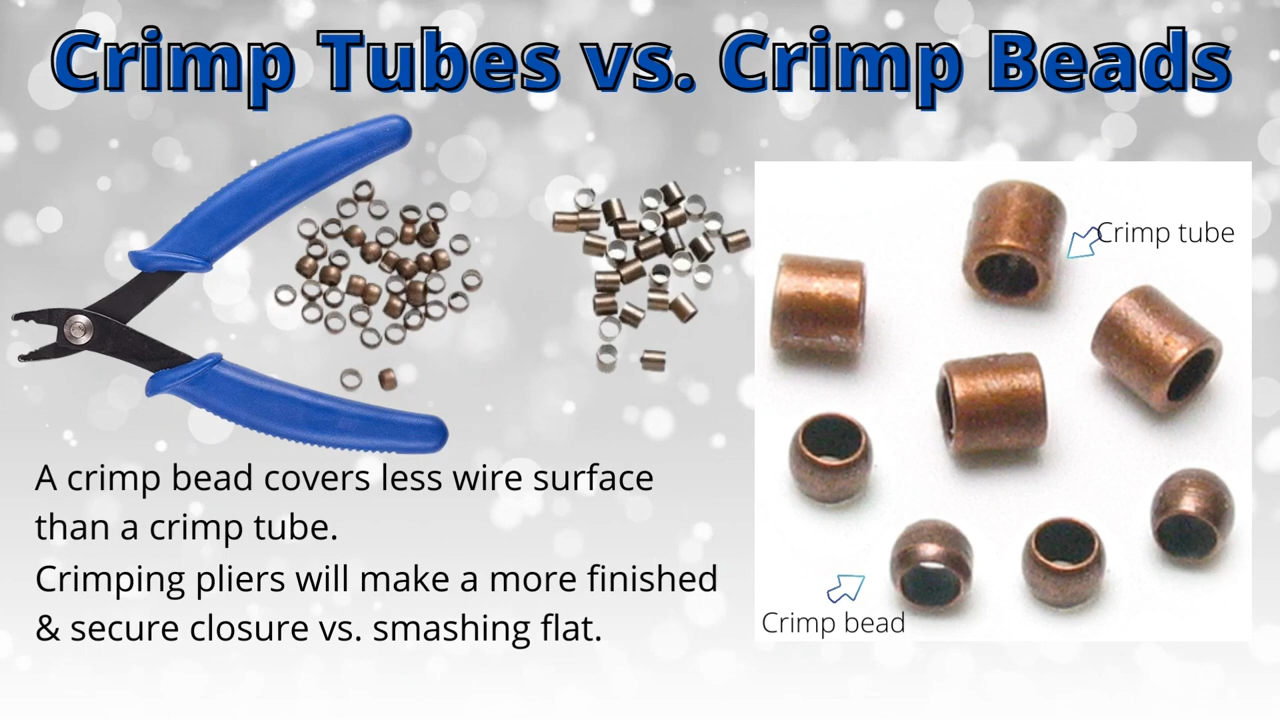 Crimp Tubes vs. Crimp Beads
Crimp tube
A crimp bead covers less wire surface
than a crimp tube.
Crimping pliers will make a more finished
& secure closure vs. smashing flat.
Crimp bead